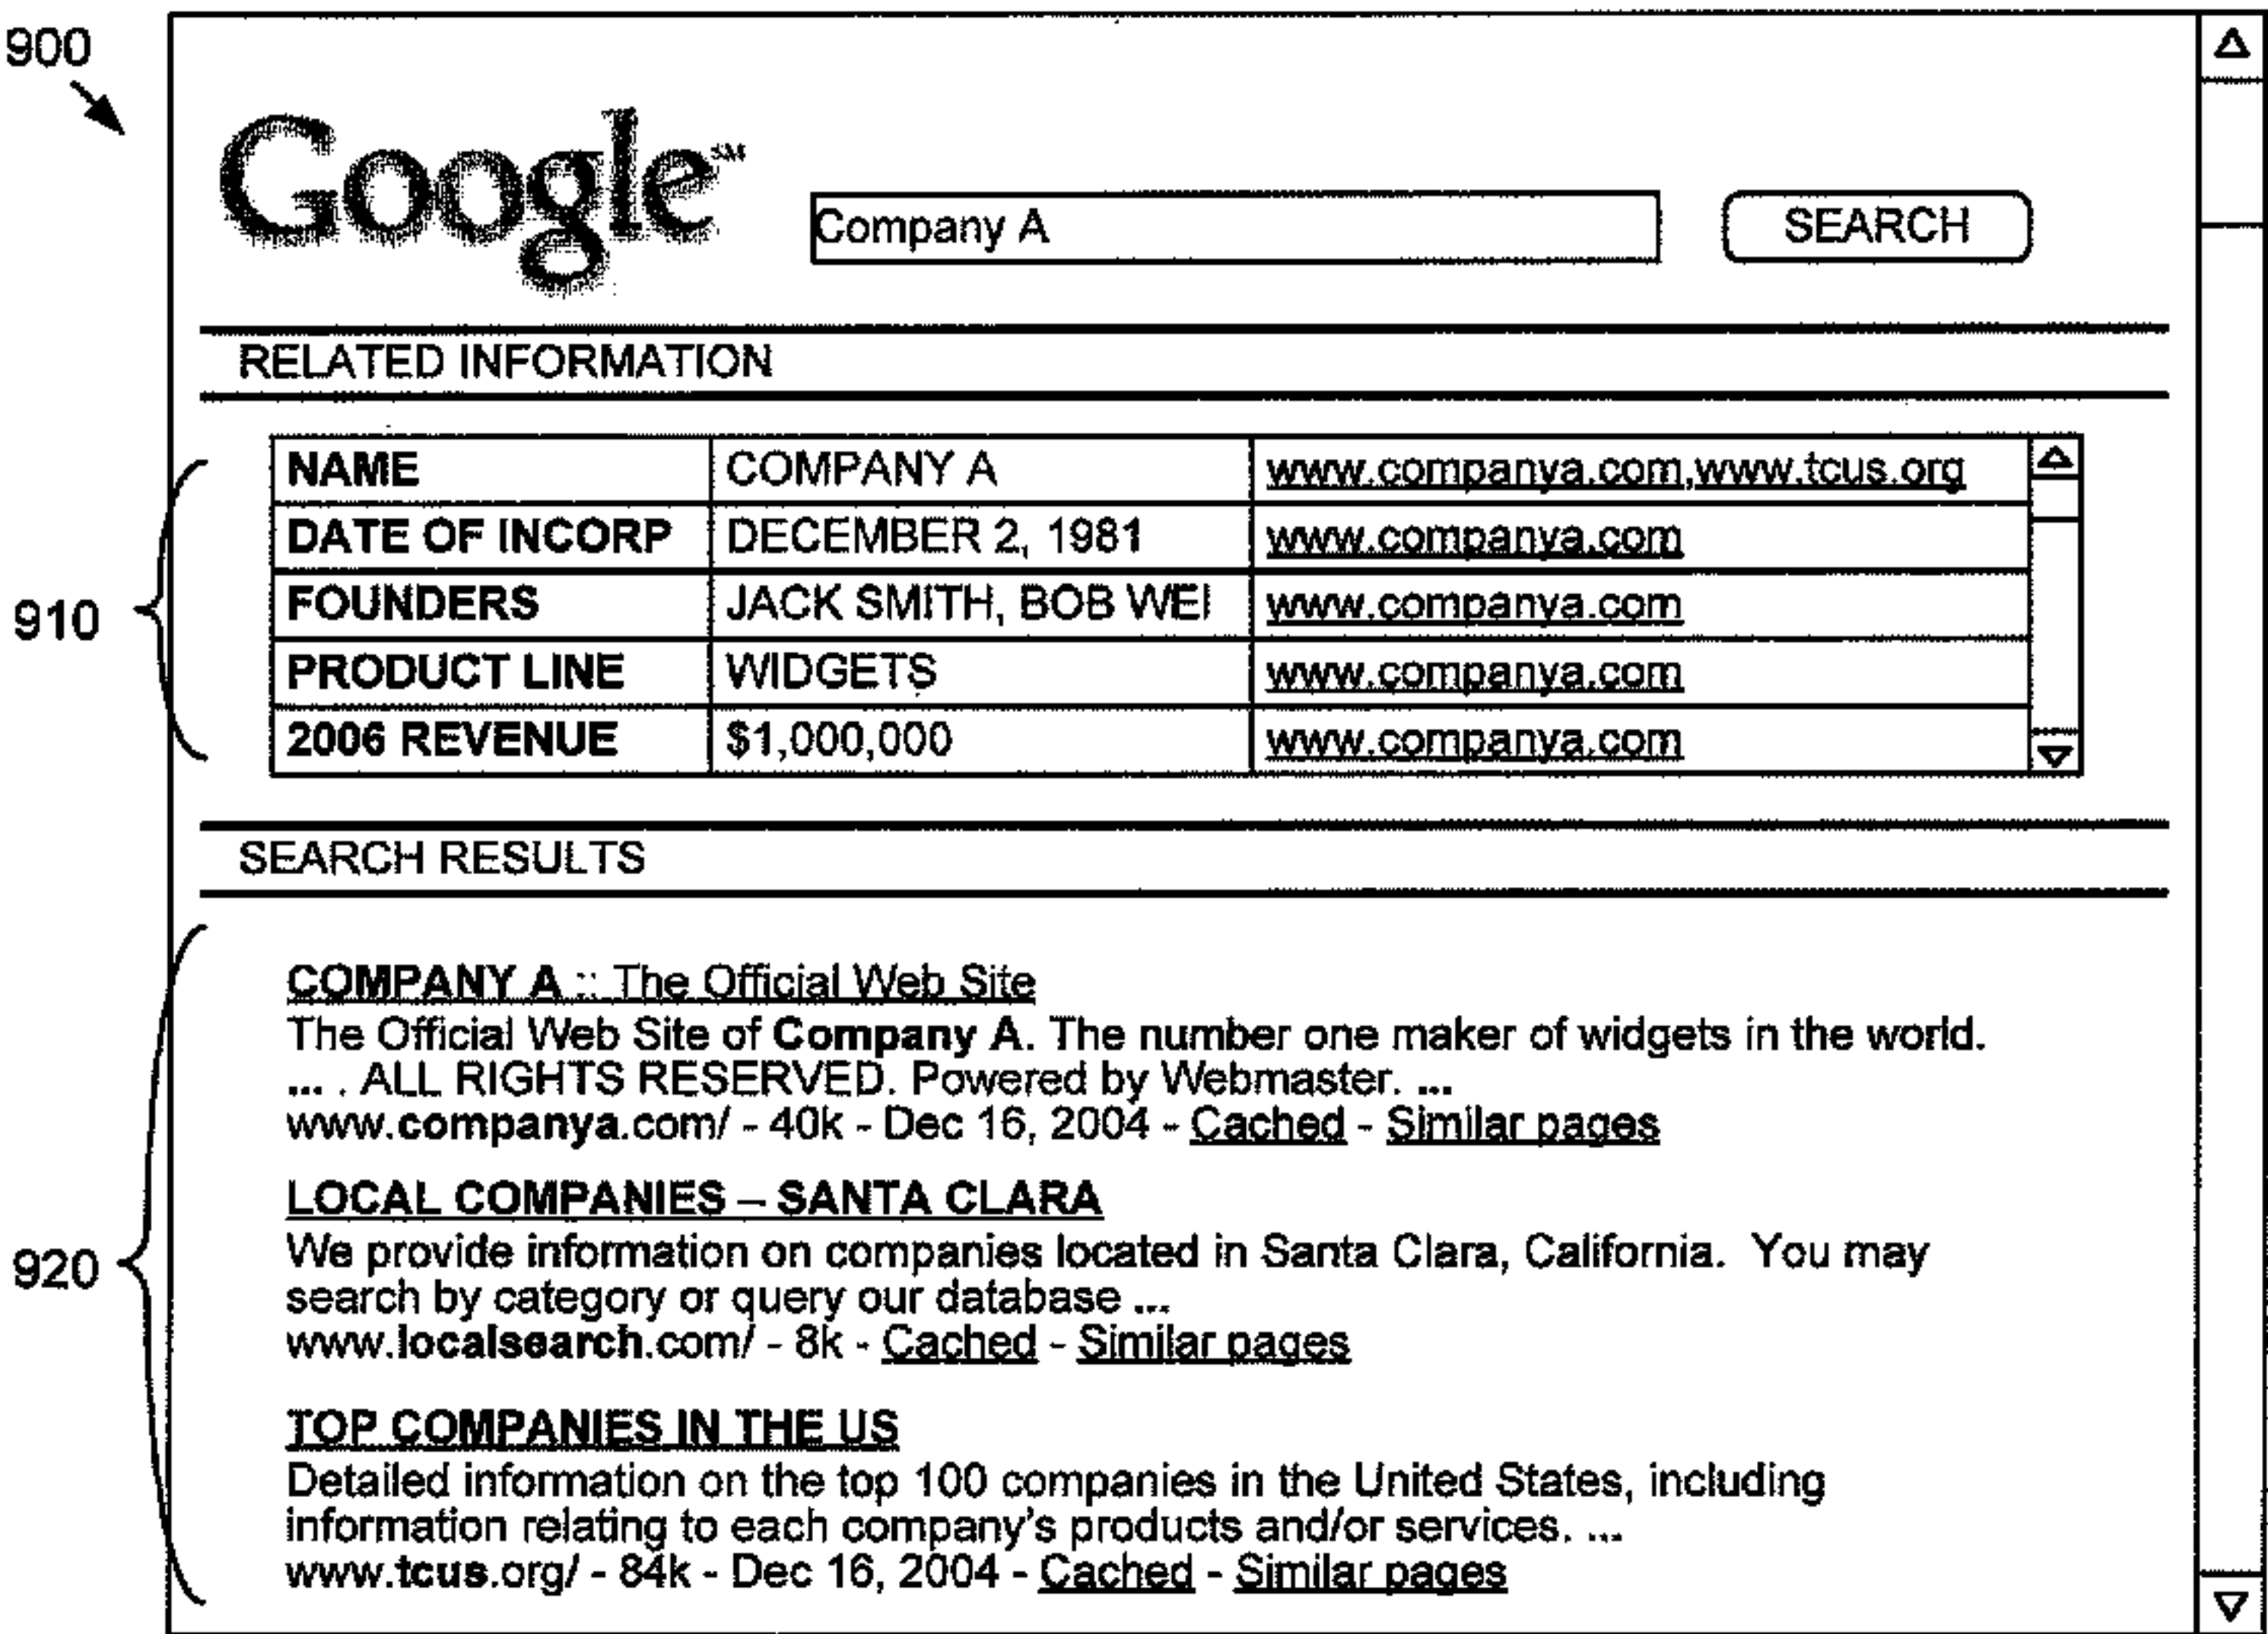 900
Google℠
Company A
SEARCH
RELATED INFORMATION
910
NAME COMPANY A www.companya.com,www.tcus.org
DATE OF INCORP DECEMBER 2, 1981 www.companya.com
FOUNDERS JACK SMITH, BOB WEI www.companya.com
PRODUCT LINE WIDGETS www.companya.com
2006 REVENUE $1,000,000 www.companya.com
SEARCH RESULTS
920
COMPANY A :: The Official Web Site
The Official Web Site of Company A. The number one maker of widgets in the world.
... . ALL RIGHTS RESERVED. Powered by Webmaster. ...
www.companya.com/ - 40k - Dec 16, 2004 - Cached - Similar pages
LOCAL COMPANIES – SANTA CLARA
We provide information on companies located in Santa Clara, California. You may
search by category or query our database ...
www.localsearch.com/ - 8k - Cached - Similar pages
TOP COMPANIES IN THE US
Detailed information on the top 100 companies in the United States, including
information relating to each company's products and/or services. ...
www.tcus.org/ - 84k - Dec 16, 2004 - Cached - Similar pages